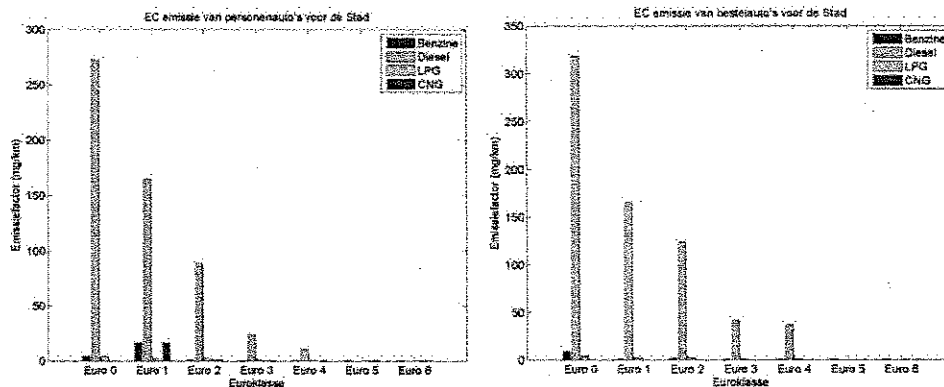 EC emissie van personenauto's voor de Stad
Emissiefactor (mg/km)
300
250
200
150
100
50
0
Benzine
Diesel
LPG
CNG
Euro 0 Euro 1 Euro 2 Euro 3 Euro 4 Euro 5 Euro 6
Euroklasse
EC emissie van bestelauto's voor de Stad
Emissiefactor (mg/km)
350
300
250
200
150
100
50
0
Benzine
Diesel
LPG
CNG
Euro 0 Euro 1 Euro 2 Euro 3 Euro 4 Euro 5 Euro 6
Euroklasse